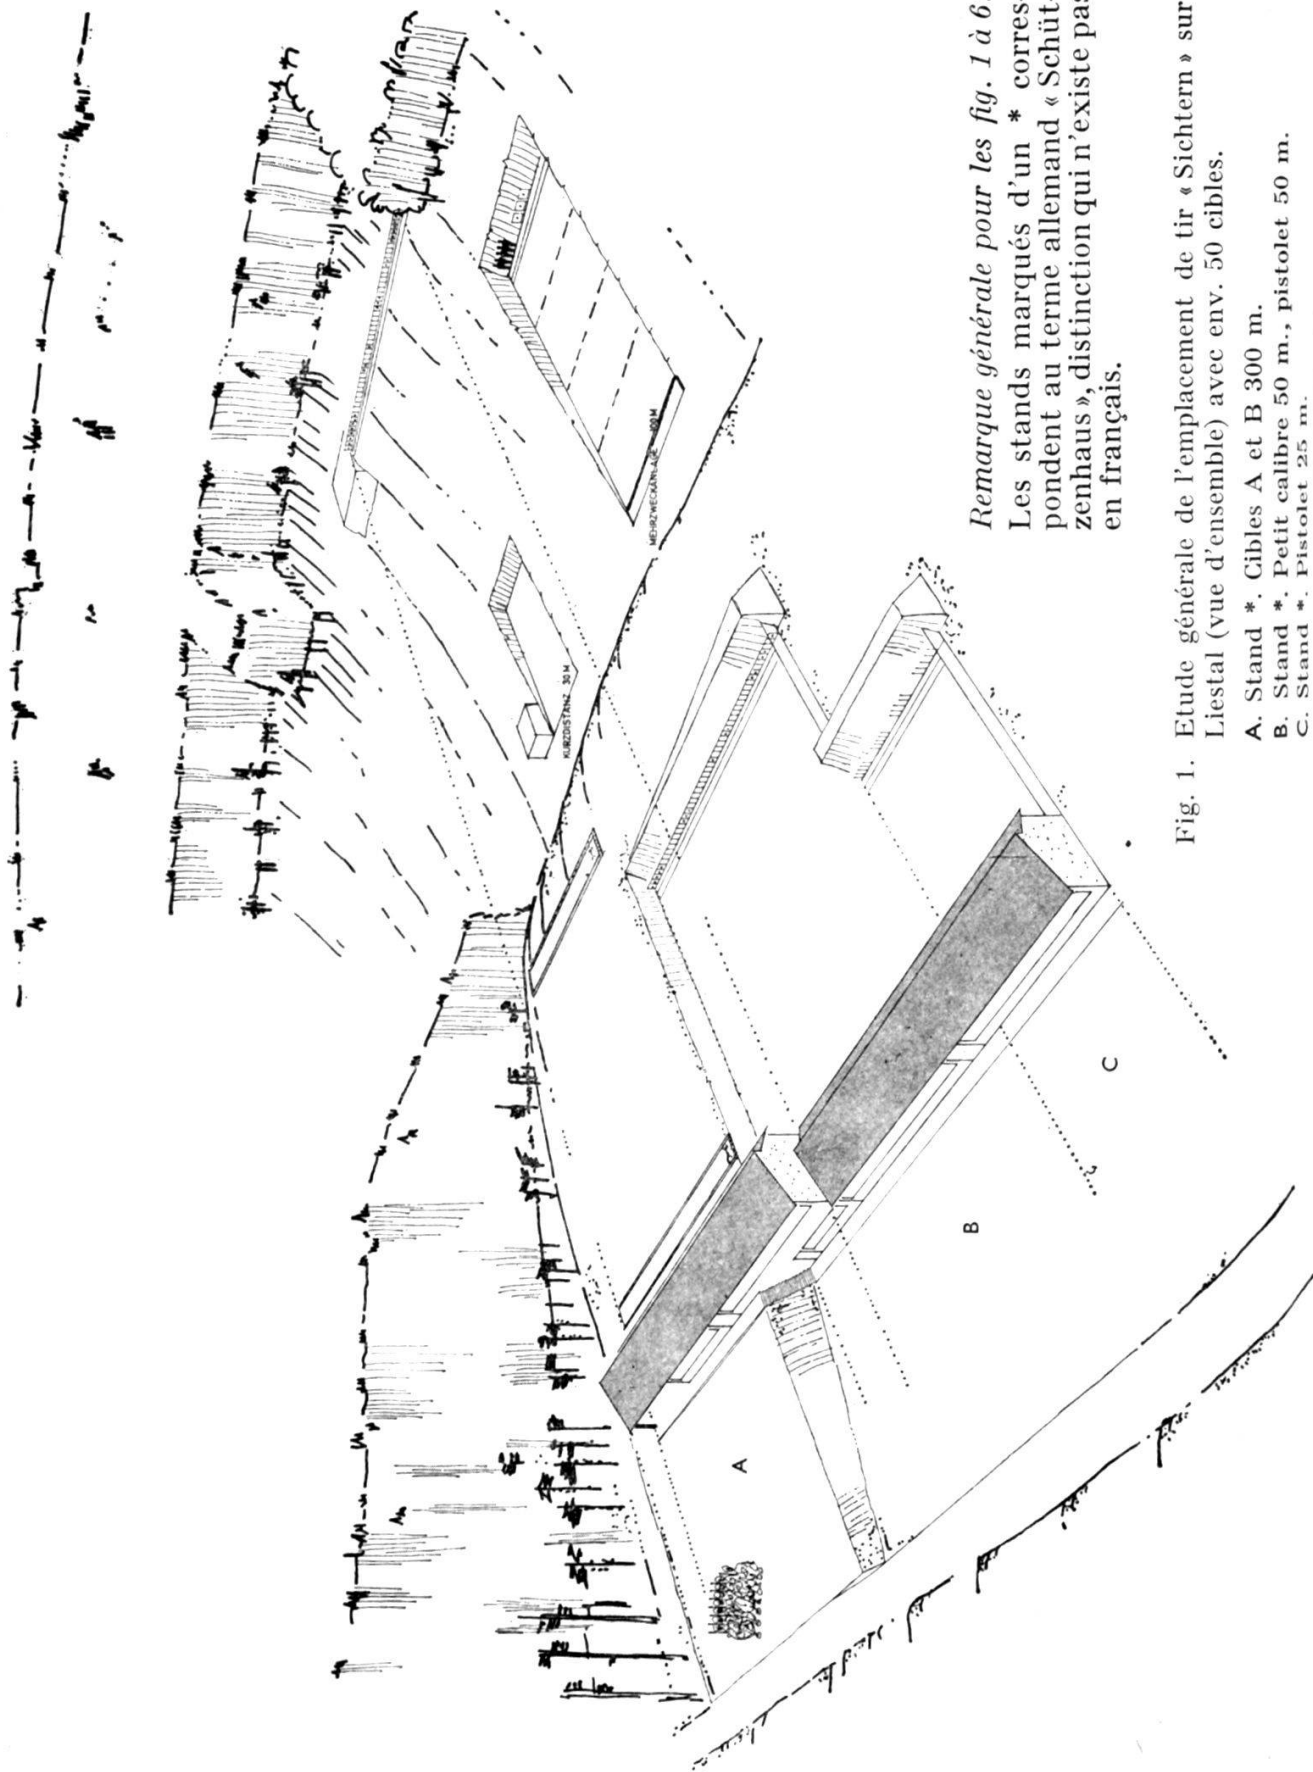 MEHRZWECKANLAGE 100 M
KURZDISTANZ 30 M
A
B
C
Remarque générale pour les fig. 1 à 6.
Les stands marqués d'un * corres-
pondent au terme allemand « Schüt-
zenhaus », distinction qui n'existe pas
en français.
Fig. 1. Etude générale de l'emplacement de tir « Sichtern » sur
Liestal (vue d'ensemble) avec env. 50 cibles.
A. Stand *. Cibles A et B 300 m.
B. Stand *. Petit calibre 50 m., pistolet 50 m.
C. Stand *. Pistolet 25 m.